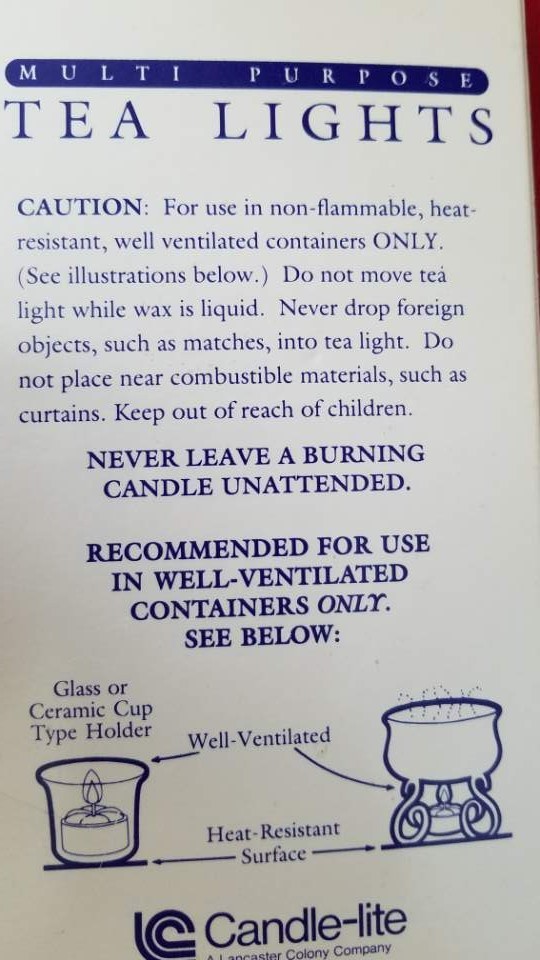 MULTI PURPOSE
TEA LIGHTS
CAUTION: For use in non-flammable, heat-
resistant, well ventilated containers ONLY.
(See illustrations below.) Do not move tea
light while wax is liquid. Never drop foreign
objects, such as matches, into tea light. Do
not place near combustible materials, such as
curtains. Keep out of reach of children.
NEVER LEAVE A BURNING
CANDLE UNATTENDED.
RECOMMENDED FOR USE
IN WELL-VENTILATED
CONTAINERS ONLY.
SEE BELOW:
Glass or
Ceramic Cup
Type Holder
Well-Ventilated
Heat-Resistant
Surface
Candle-lite
A Lancaster Colony Company